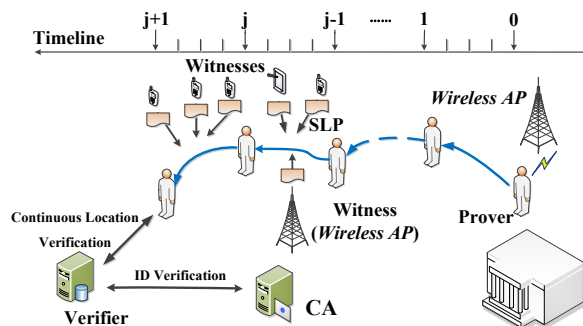 j+1 j j-1 ...... 1 0
Timeline
Witnesses
Wireless AP
SLP
Continuous Location
Verification
Witness
(Wireless AP)
Prover
ID Verification
Verifier
CA